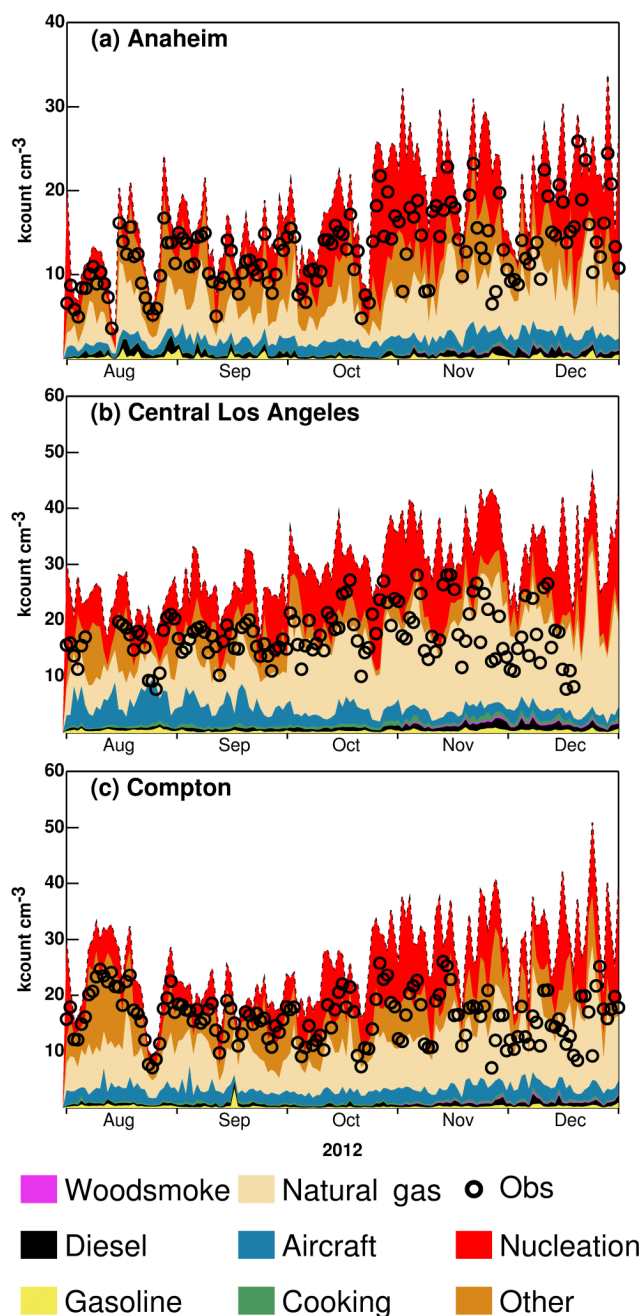 (a) Anaheim
kcount cm-3
40
30
20
10
Aug Sep Oct Nov Dec
(b) Central Los Angeles
kcount cm-3
60
50
40
30
20
10
Aug Sep Oct Nov Dec
(c) Compton
kcount cm-3
60
50
40
30
20
10
Aug Sep Oct Nov Dec
2012
Woodsmoke Natural gas Obs
Diesel Aircraft Nucleation
Gasoline Cooking Other